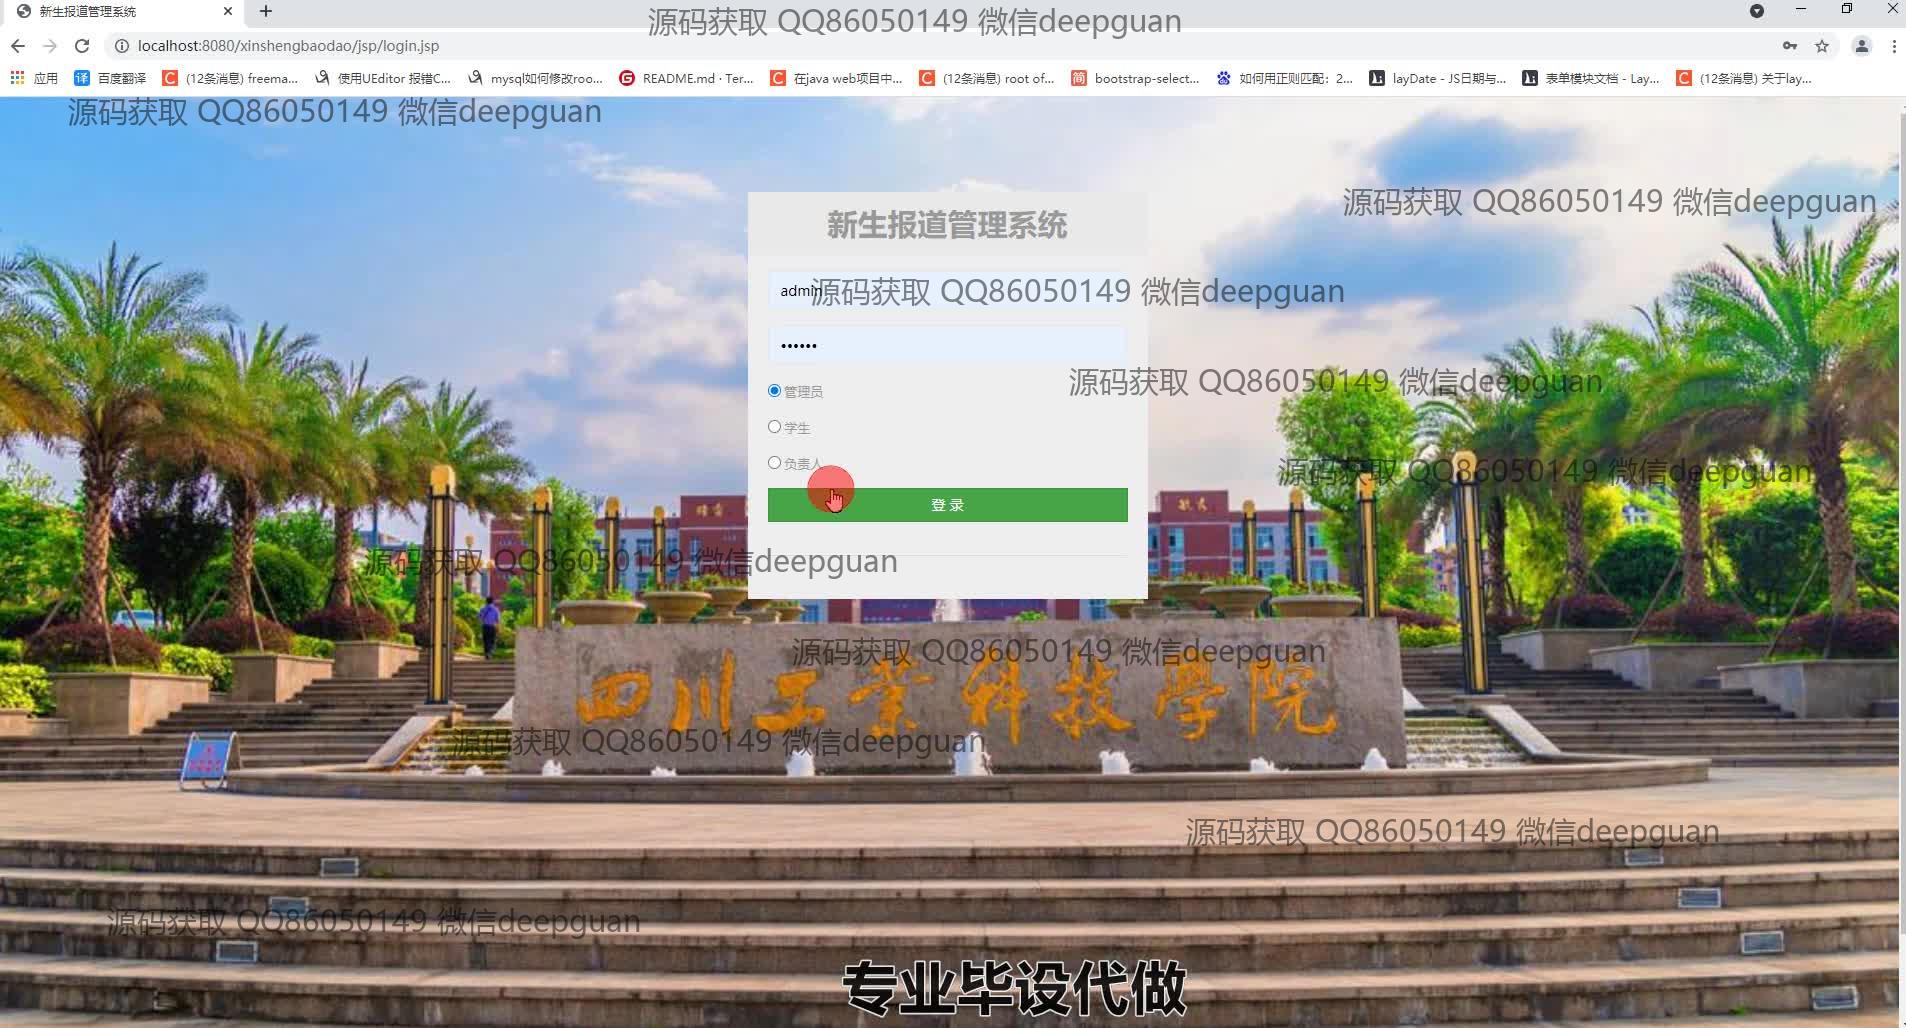 新生报道管理系统
源码获取 QQ86050149 微信deepguan
localhost:8080/xinshengbaodao/jsp/login.jsp
应用
译 百度翻译
C (12条消息) freema...
使用UEditor 报错C...
mysql如何修改roo...
G README.md · Ter...
C 在java web项目中...
C (12条消息) root of...
简 bootstrap-select...
如何用正则匹配：2...
layDate - JS日期与...
表单模块文档 - Lay...
C (12条消息) 关于lay...
源码获取 QQ86050149 微信deepguan
源码获取 QQ86050149 微信deepguan
新生报道管理系统
admin
源码获取 QQ86050149 微信deepguan
••••••
管理员
源码获取 QQ86050149 微信deepguan
学生
负责人
源码获取 QQ86050149 微信deepguan
登 录
源码获取 QQ86050149 微信deepguan
源码获取 QQ86050149 微信deepguan
四川工業科技學院
源码获取 QQ86050149 微信deepguan
源码获取 QQ86050149 微信deepguan
源码获取 QQ86050149 微信deepguan
专业毕设代做